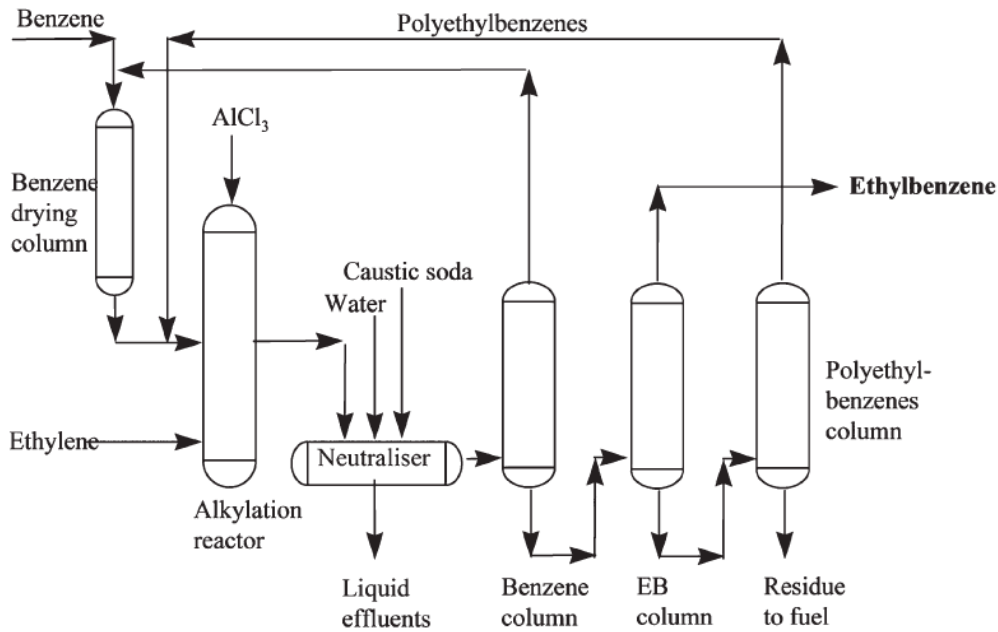 Benzene
Polyethylbenzenes
AlCl₃
Benzene
drying
column
Ethylbenzene
Caustic soda
Water
Polyethyl-
benzenes
column
Ethylene
Neutraliser
Alkylation
reactor
Liquid
effluents
Benzene
column
EB
column
Residue
to fuel